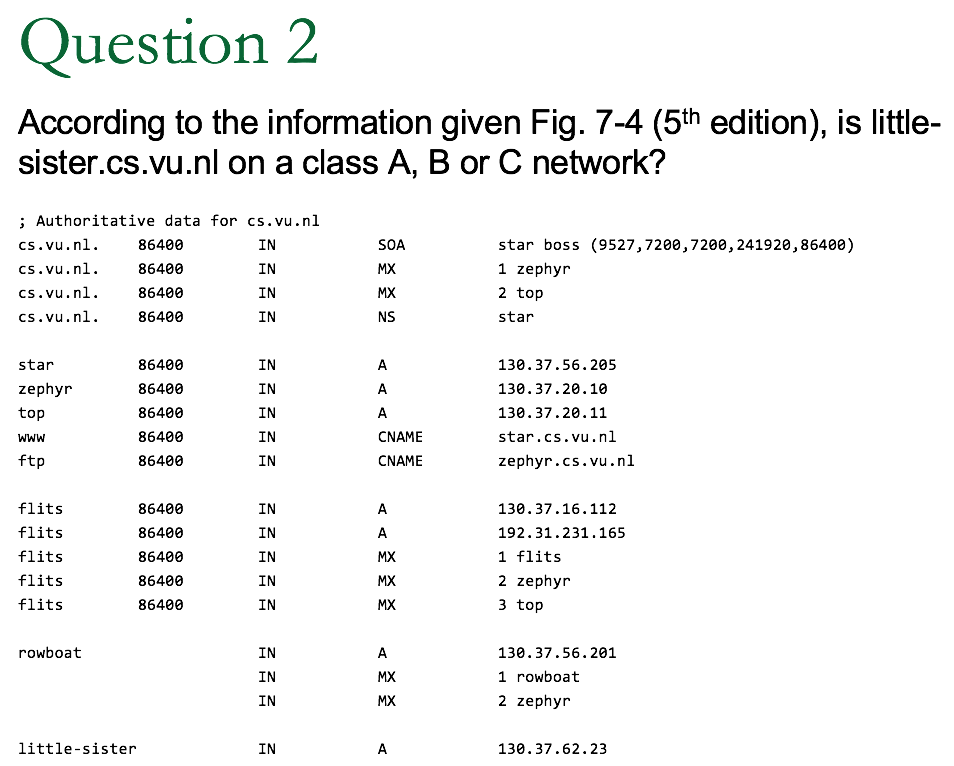 Question 2
According to the information given Fig. 7-4 (5th edition), is little-
sister.cs.vu.nl on a class A, B or C network?
; Authoritative data for cs.vu.nl
cs.vu.nl. 86400 IN SOA star boss (9527,7200,7200,241920,86400)
cs.vu.nl. 86400 IN MX 1 zephyr
cs.vu.nl. 86400 IN MX 2 top
cs.vu.nl. 86400 IN NS star
star 86400 IN A 130.37.56.205
zephyr 86400 IN A 130.37.20.10
top 86400 IN A 130.37.20.11
www 86400 IN CNAME star.cs.vu.nl
ftp 86400 IN CNAME zephyr.cs.vu.nl
flits 86400 IN A 130.37.16.112
flits 86400 IN A 192.31.231.165
flits 86400 IN MX 1 flits
flits 86400 IN MX 2 zephyr
flits 86400 IN MX 3 top
rowboat IN A 130.37.56.201
IN MX 1 rowboat
IN MX 2 zephyr
little-sister IN A 130.37.62.23